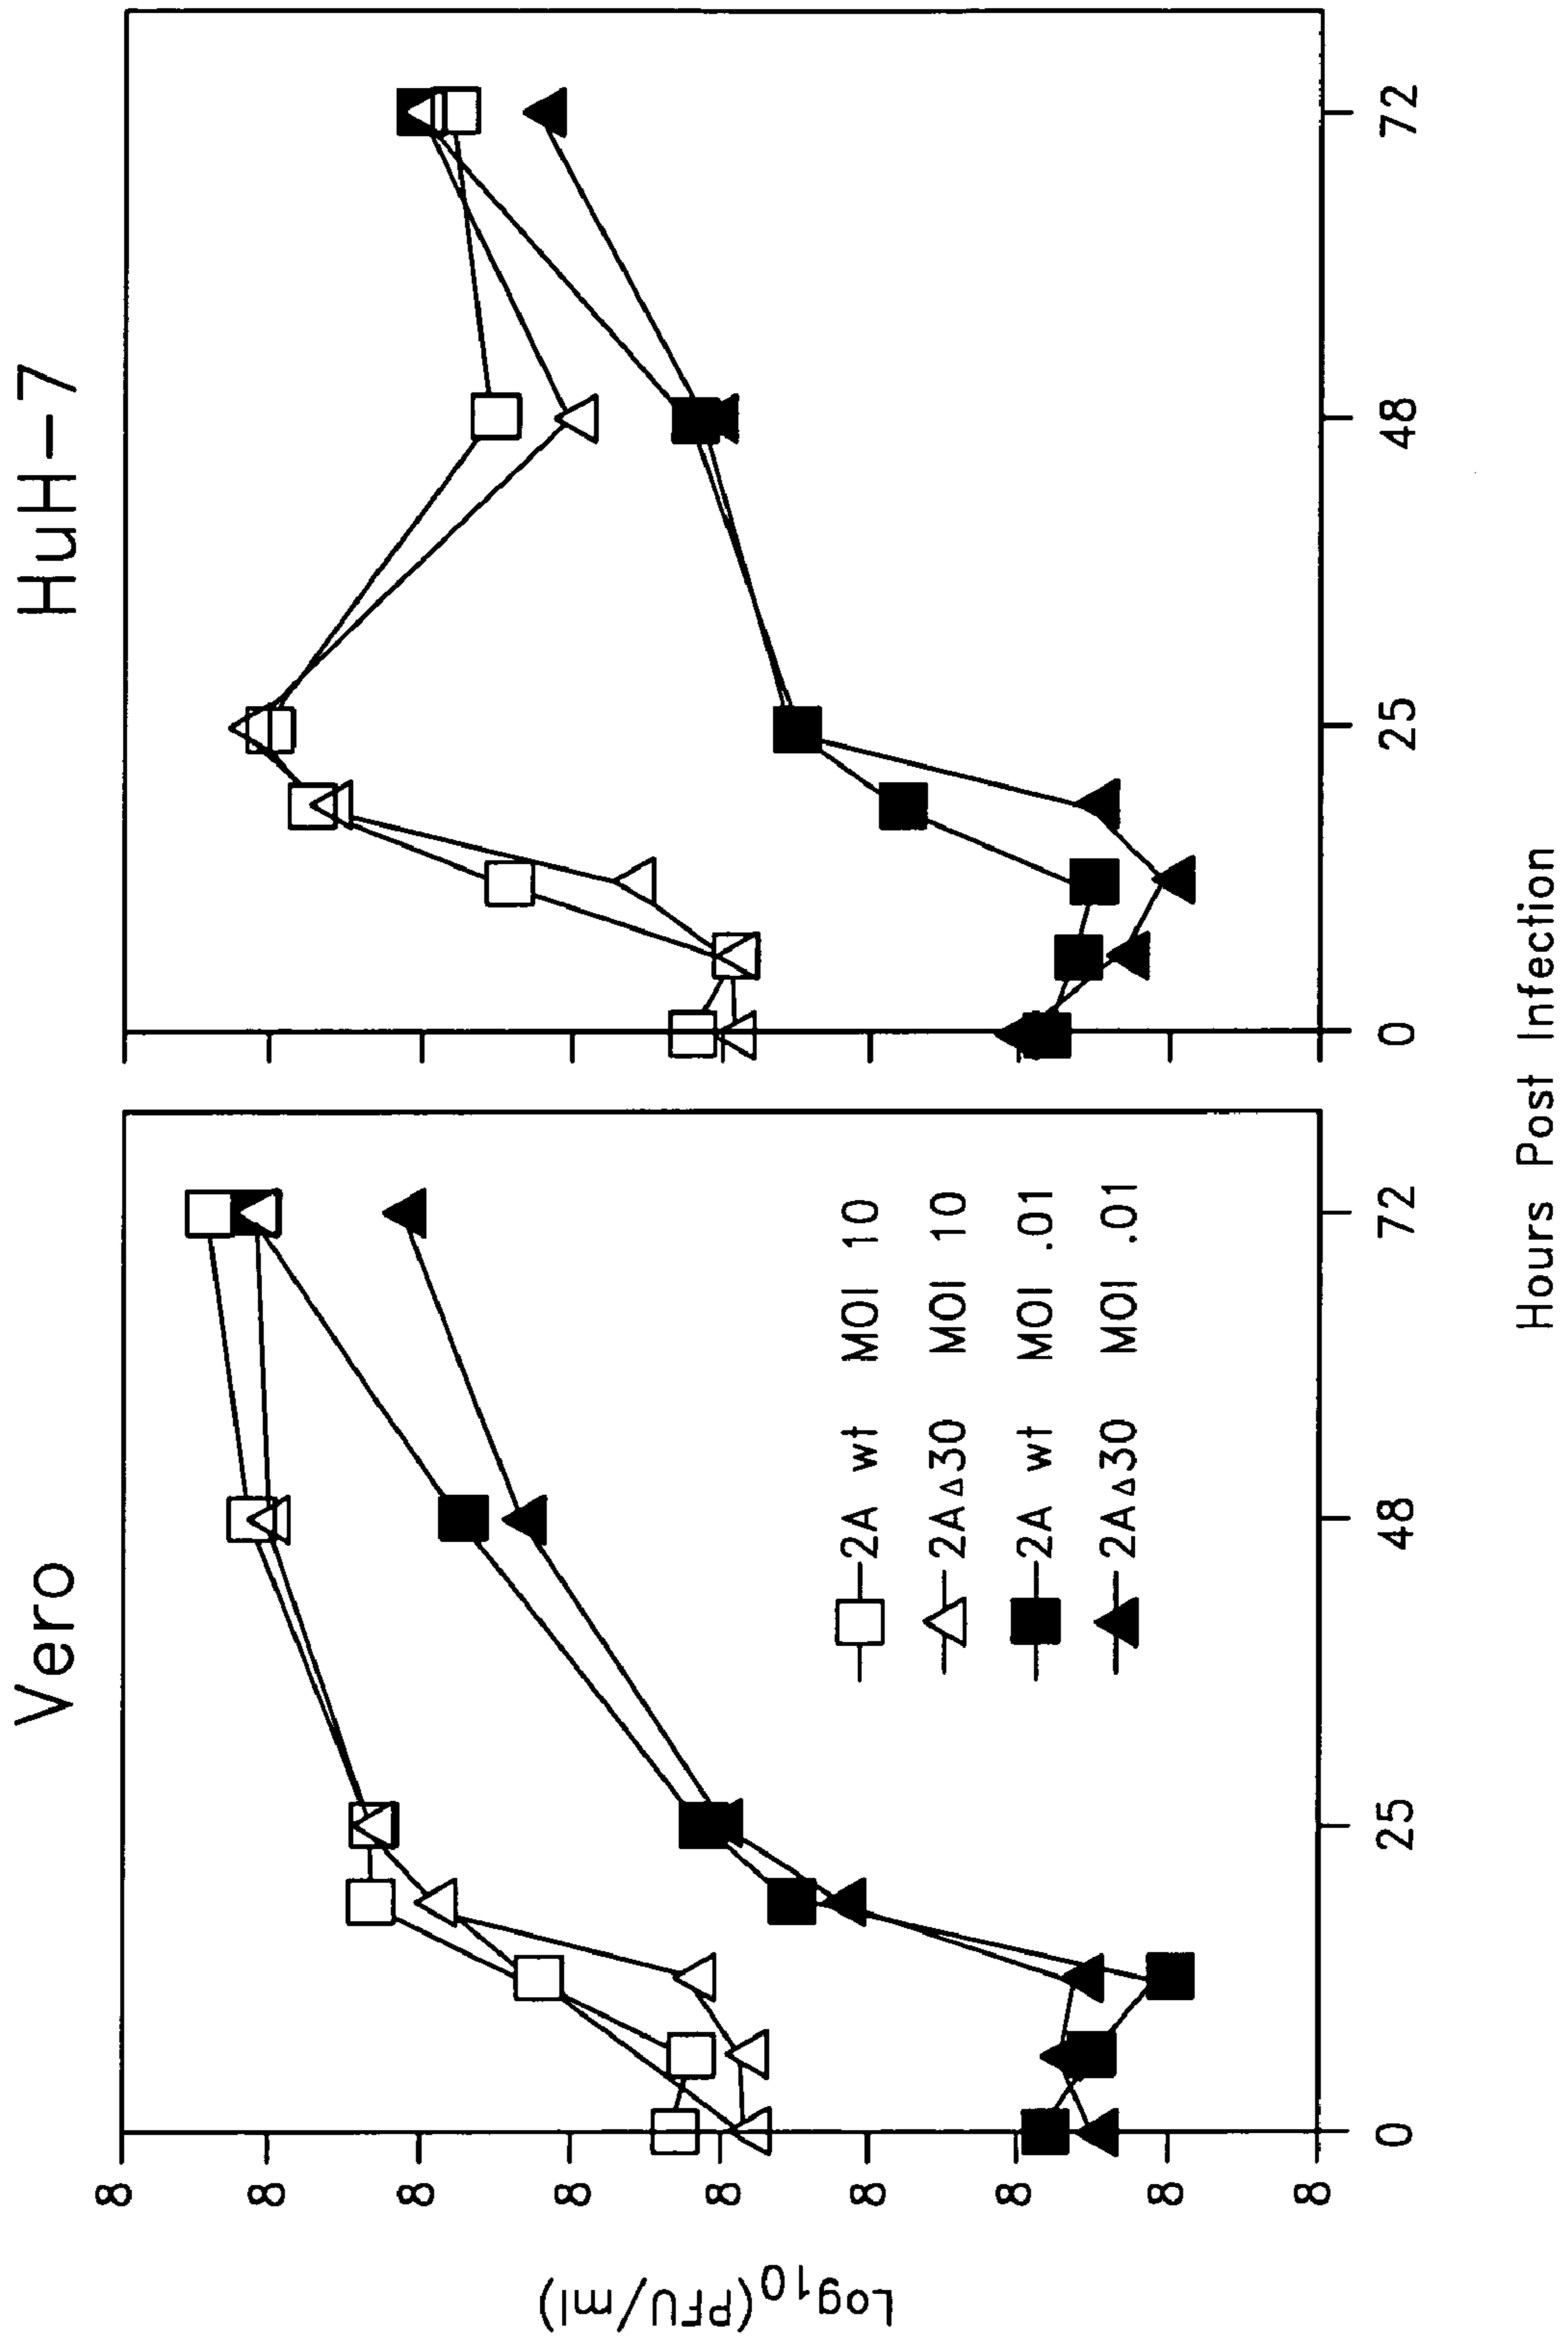 Vero
HuH-7
Log10(PFU/ml)
8
8
8
8
8
8
8
8
8
2A wt MOI 10
2A△30 MOI 10
2A wt MOI .01
2A△30 MOI .01
0
25
48
72
0
25
48
72
Hours Post Infection